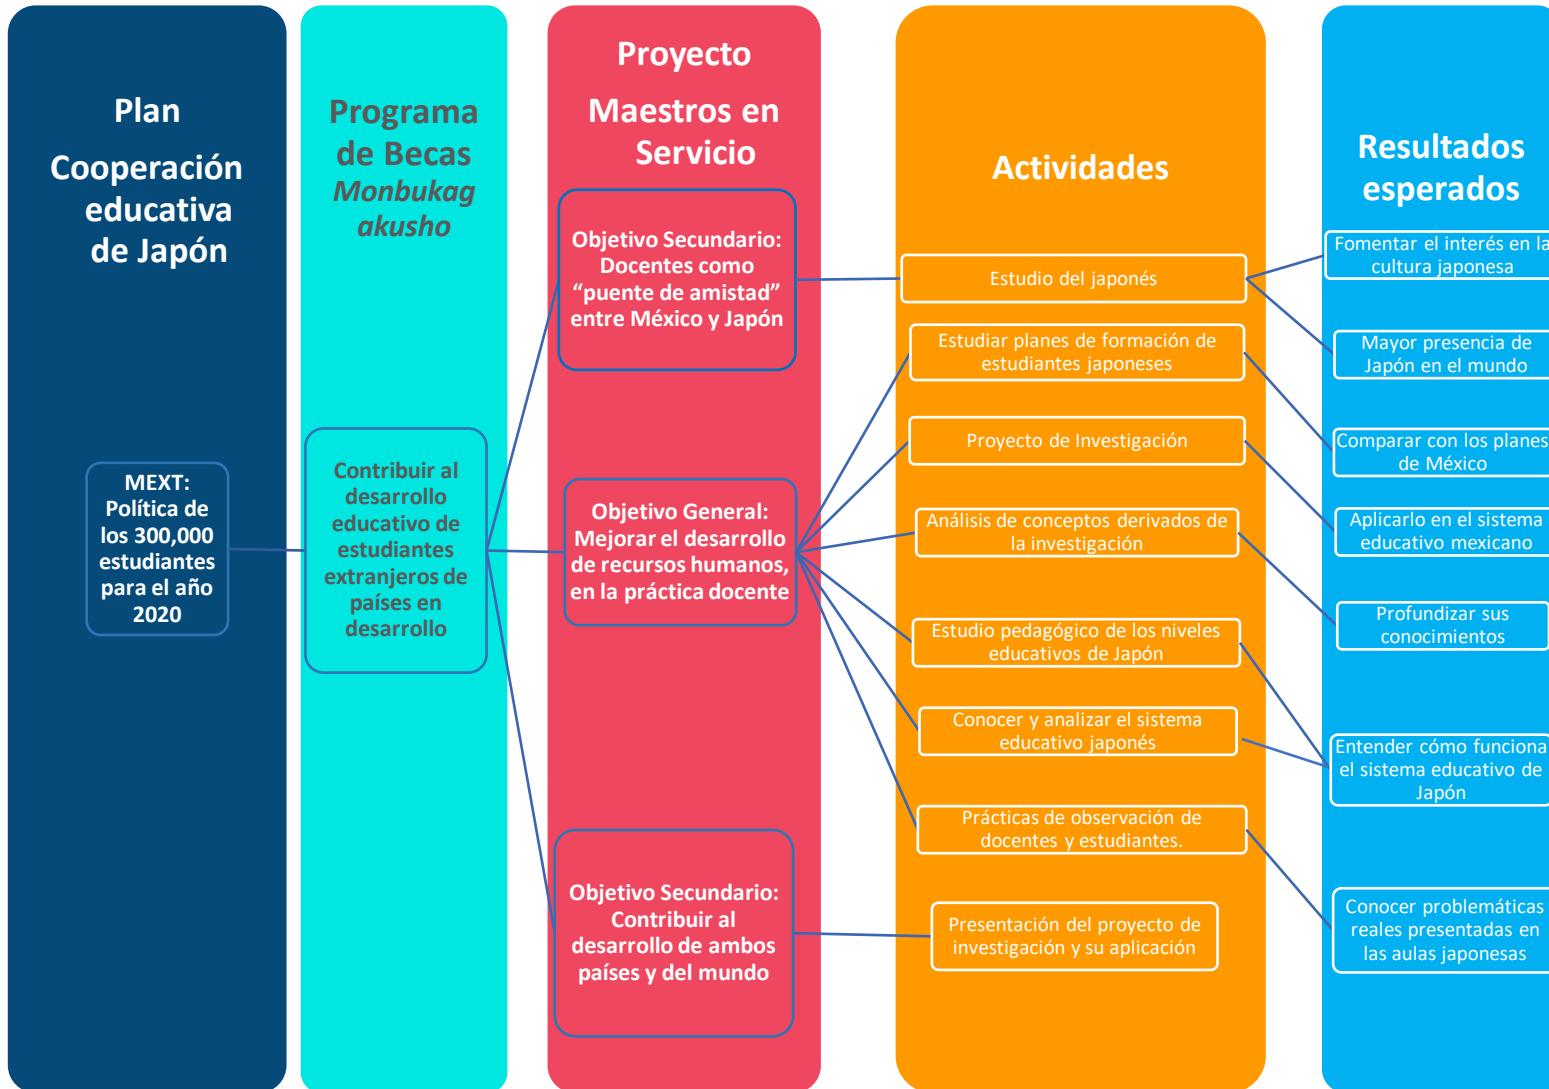 Plan
Cooperación
educativa
de Japón
MEXT:
Política de
los 300,000
estudiantes
para el año
2020
Programa
de Becas
Monbukag
akusho
Contribuir al
desarrollo
educativo de
estudiantes
extranjeros de
países en
desarrollo
Proyecto
Maestros en
Servicio
Objetivo Secundario:
Docentes como
“puente de amistad”
entre México y Japón
Objetivo General:
Mejorar el desarrollo
de recursos humanos,
en la práctica docente
Objetivo Secundario:
Contribuir al
desarrollo de ambos
países y del mundo
Actividades
Estudio del japonés
Estudiar planes de formación de
estudiantes japoneses
Proyecto de Investigación
Análisis de conceptos derivados de
la investigación
Estudio pedagógico de los niveles
educativos de Japón
Conocer y analizar el sistema
educativo japonés
Prácticas de observación de
docentes y estudiantes.
Presentación del proyecto de
investigación y su aplicación
Resultados
esperados
Fomentar el interés en la
cultura japonesa
Mayor presencia de
Japón en el mundo
Comparar con los planes
de México
Aplicarlo en el sistema
educativo mexicano
Profundizar sus
conocimientos
Entender cómo funciona
el sistema educativo de
Japón
Conocer problemáticas
reales presentadas en
las aulas japonesas